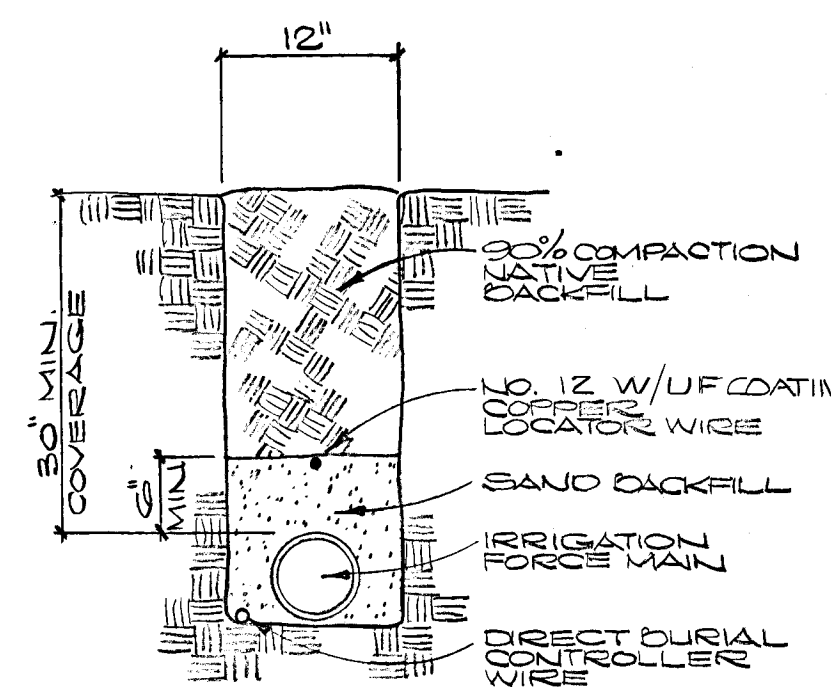 12"
90% COMPACTION
NATIVE
BACKFILL
30" MIN.
COVERAGE
NO. 12 W/UF COATIN
COPPER
LOCATOR WIRE
6"
MIN
SAND BACKFILL
IRRIGATION
FORCE MAIN
DIRECT BURIAL
CONTROLLER
WIRE